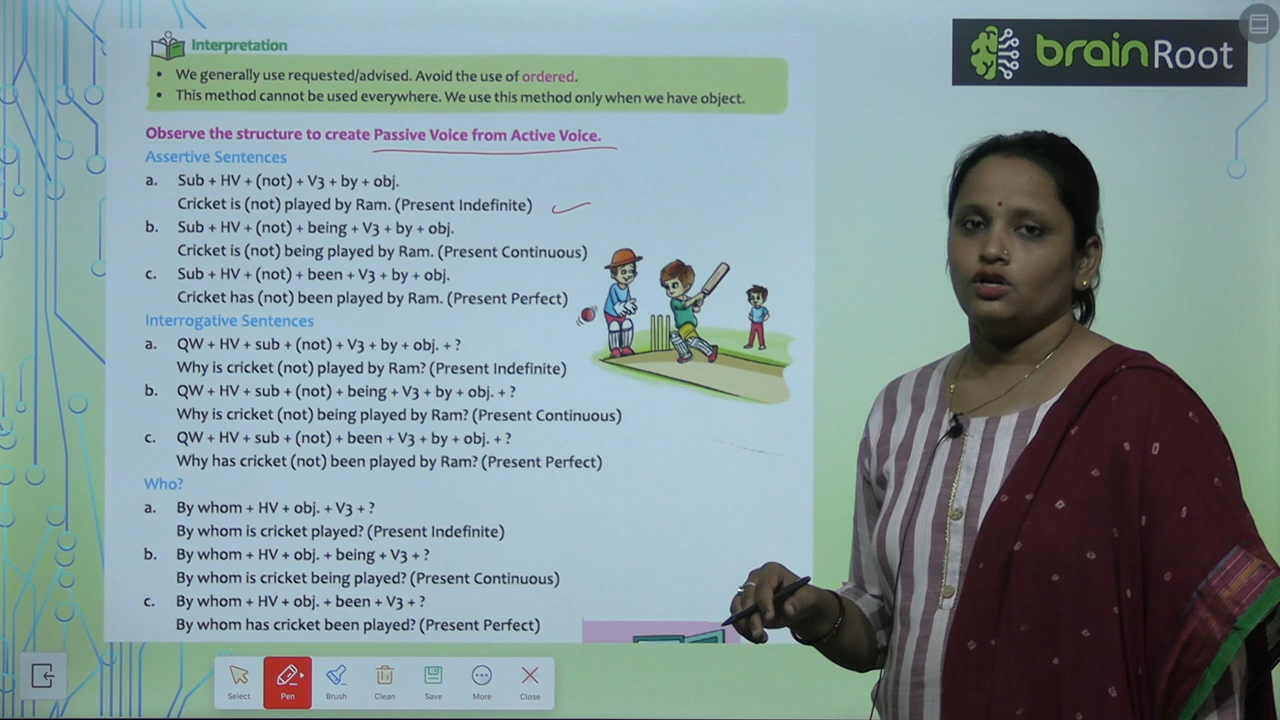 Interpretation
• We generally use requested/advised. Avoid the use of ordered.
• This method cannot be used everywhere. We use this method only when we have object.
Observe the structure to create Passive Voice from Active Voice.
Assertive Sentences
a. Sub + HV + (not) + V3 + by + obj.
Cricket is (not) played by Ram. (Present Indefinite)
b. Sub + HV + (not) + being + V3 + by + obj.
Cricket is (not) being played by Ram. (Present Continuous)
c. Sub + HV + (not) + been + V3 + by + obj.
Cricket has (not) been played by Ram. (Present Perfect)
Interrogative Sentences
a. QW + HV + sub + (not) + V3 + by + obj. + ?
Why is cricket (not) played by Ram? (Present Indefinite)
b. QW + HV + sub + (not) + being + V3 + by + obj. + ?
Why is cricket (not) being played by Ram? (Present Continuous)
c. QW + HV + sub + (not) + been + V3 + by + obj. + ?
Why has cricket (not) been played by Ram? (Present Perfect)
Who?
a. By whom + HV + obj. + V3 + ?
By whom is cricket played? (Present Indefinite)
b. By whom + HV + obj. + being + V3 + ?
By whom is cricket being played? (Present Continuous)
c. By whom + HV + obj. + been + V3 + ?
By whom has cricket been played? (Present Perfect)
brainRoot
Select Pen Brush Clean Save More Close